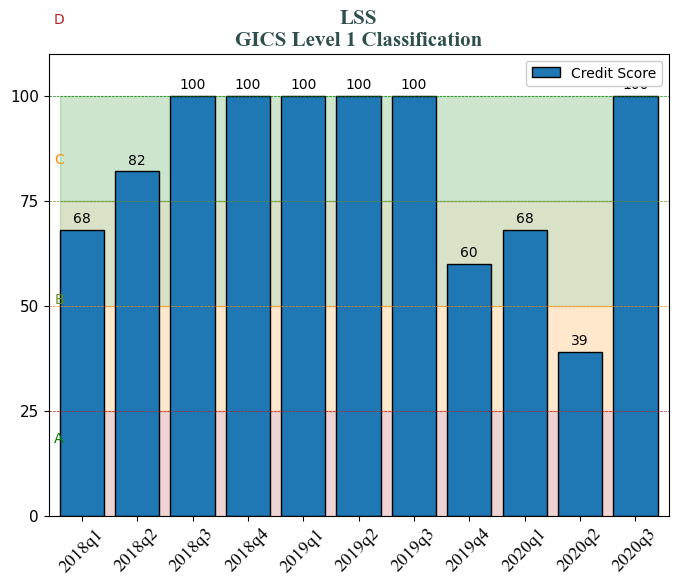 D
LSS
GICS Level 1 Classification
Credit Score
100
100
100
100
100
100
100
C
82
75
68
68
60
B
50
39
25
A
0
2018q1
2018q2
2018q3
2018q4
2019q1
2019q2
2019q3
2019q4
2020q1
2020q2
2020q3